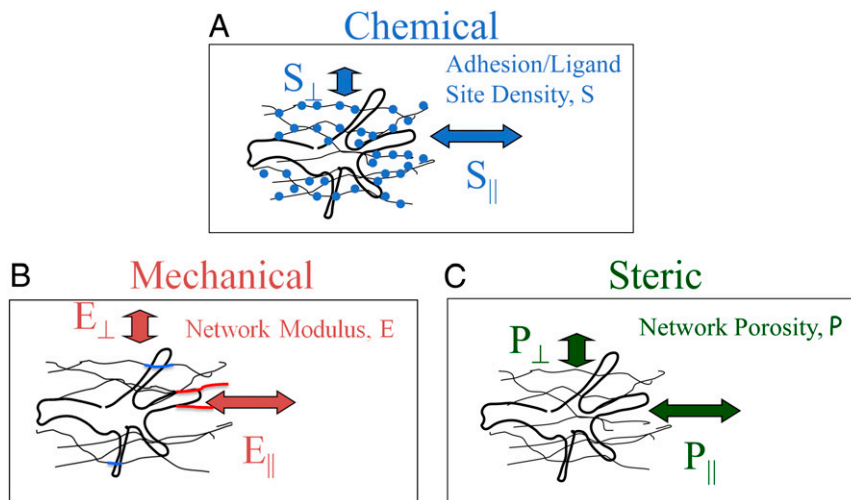 A
Chemical
S⊥
Adhesion/Ligand
Site Density, S
S||
B
Mechanical
E⊥
Network Modulus, E
E||
C
Steric
P⊥
Network Porosity, P
P||